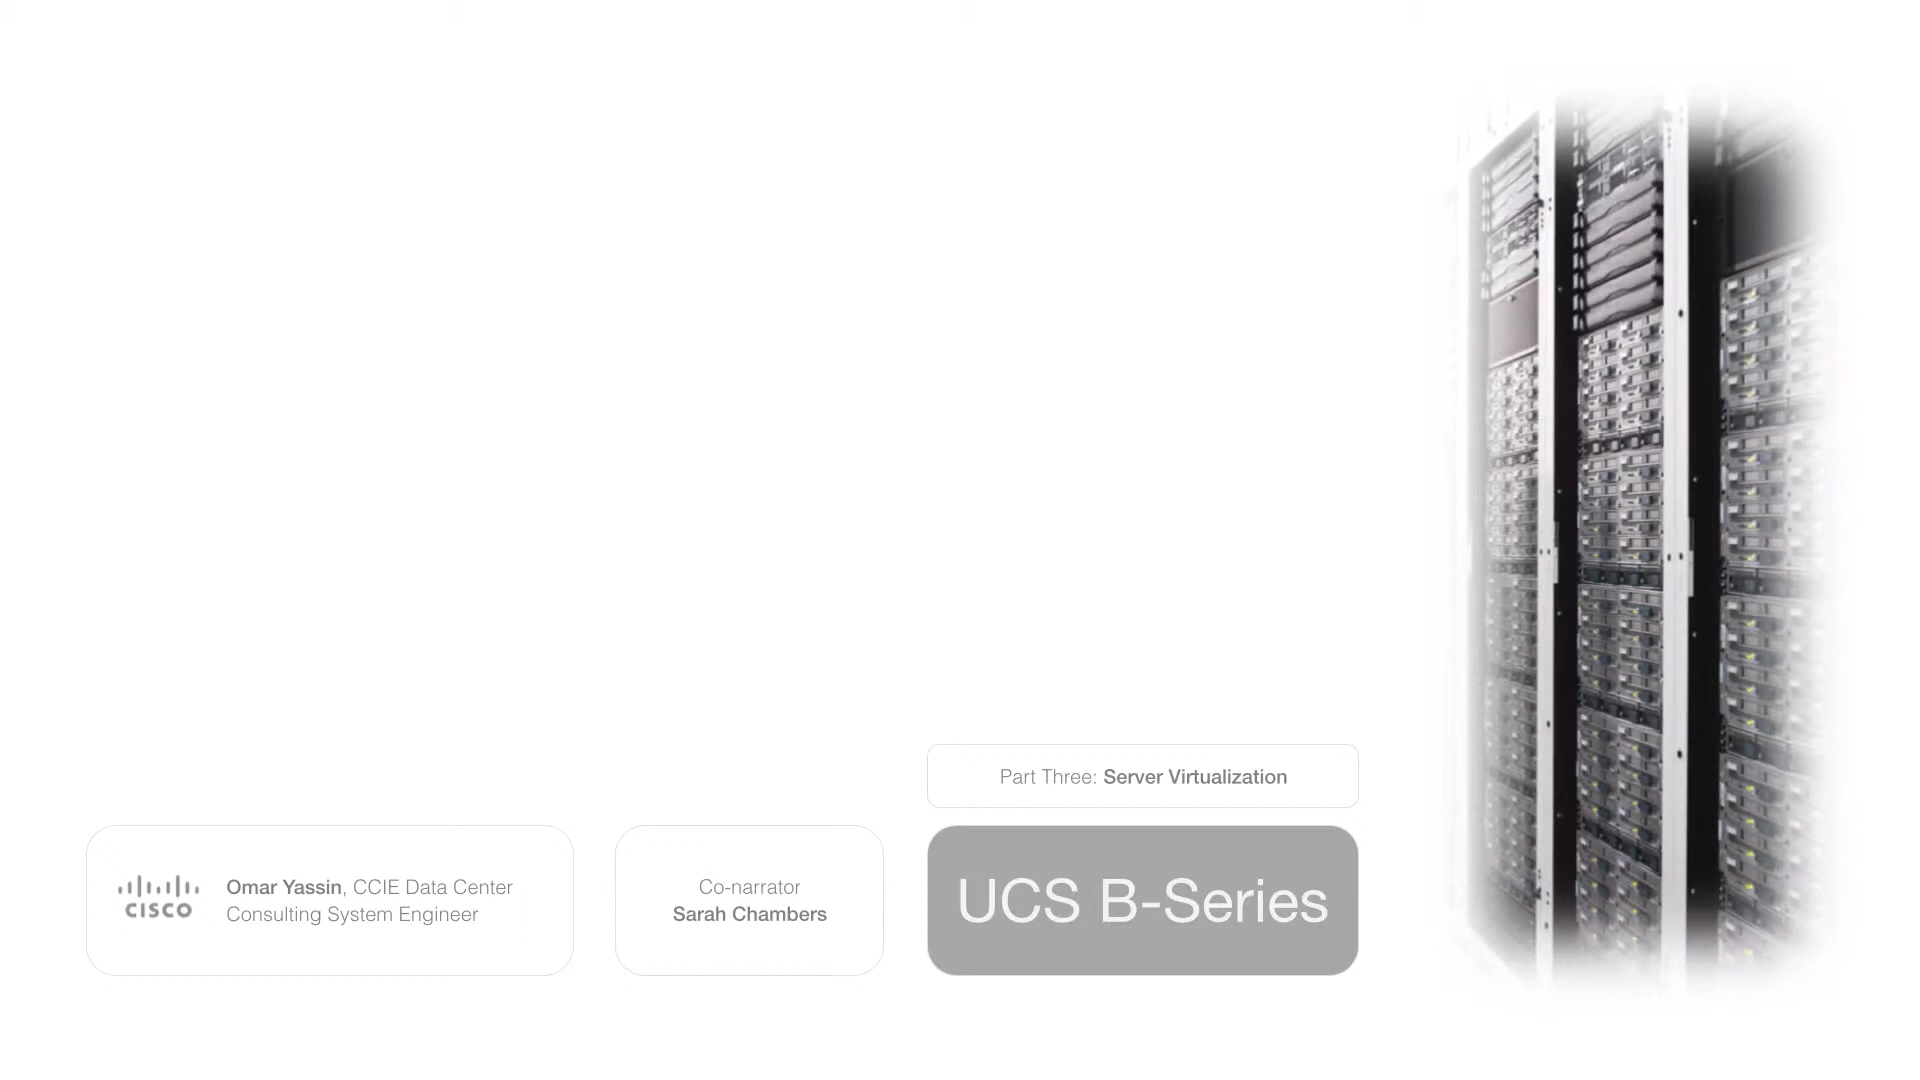 Part Three: Server Virtualization
CISCO
Omar Yassin, CCIE Data Center
Consulting System Engineer
Co-narrator
Sarah Chambers
UCS B-Series